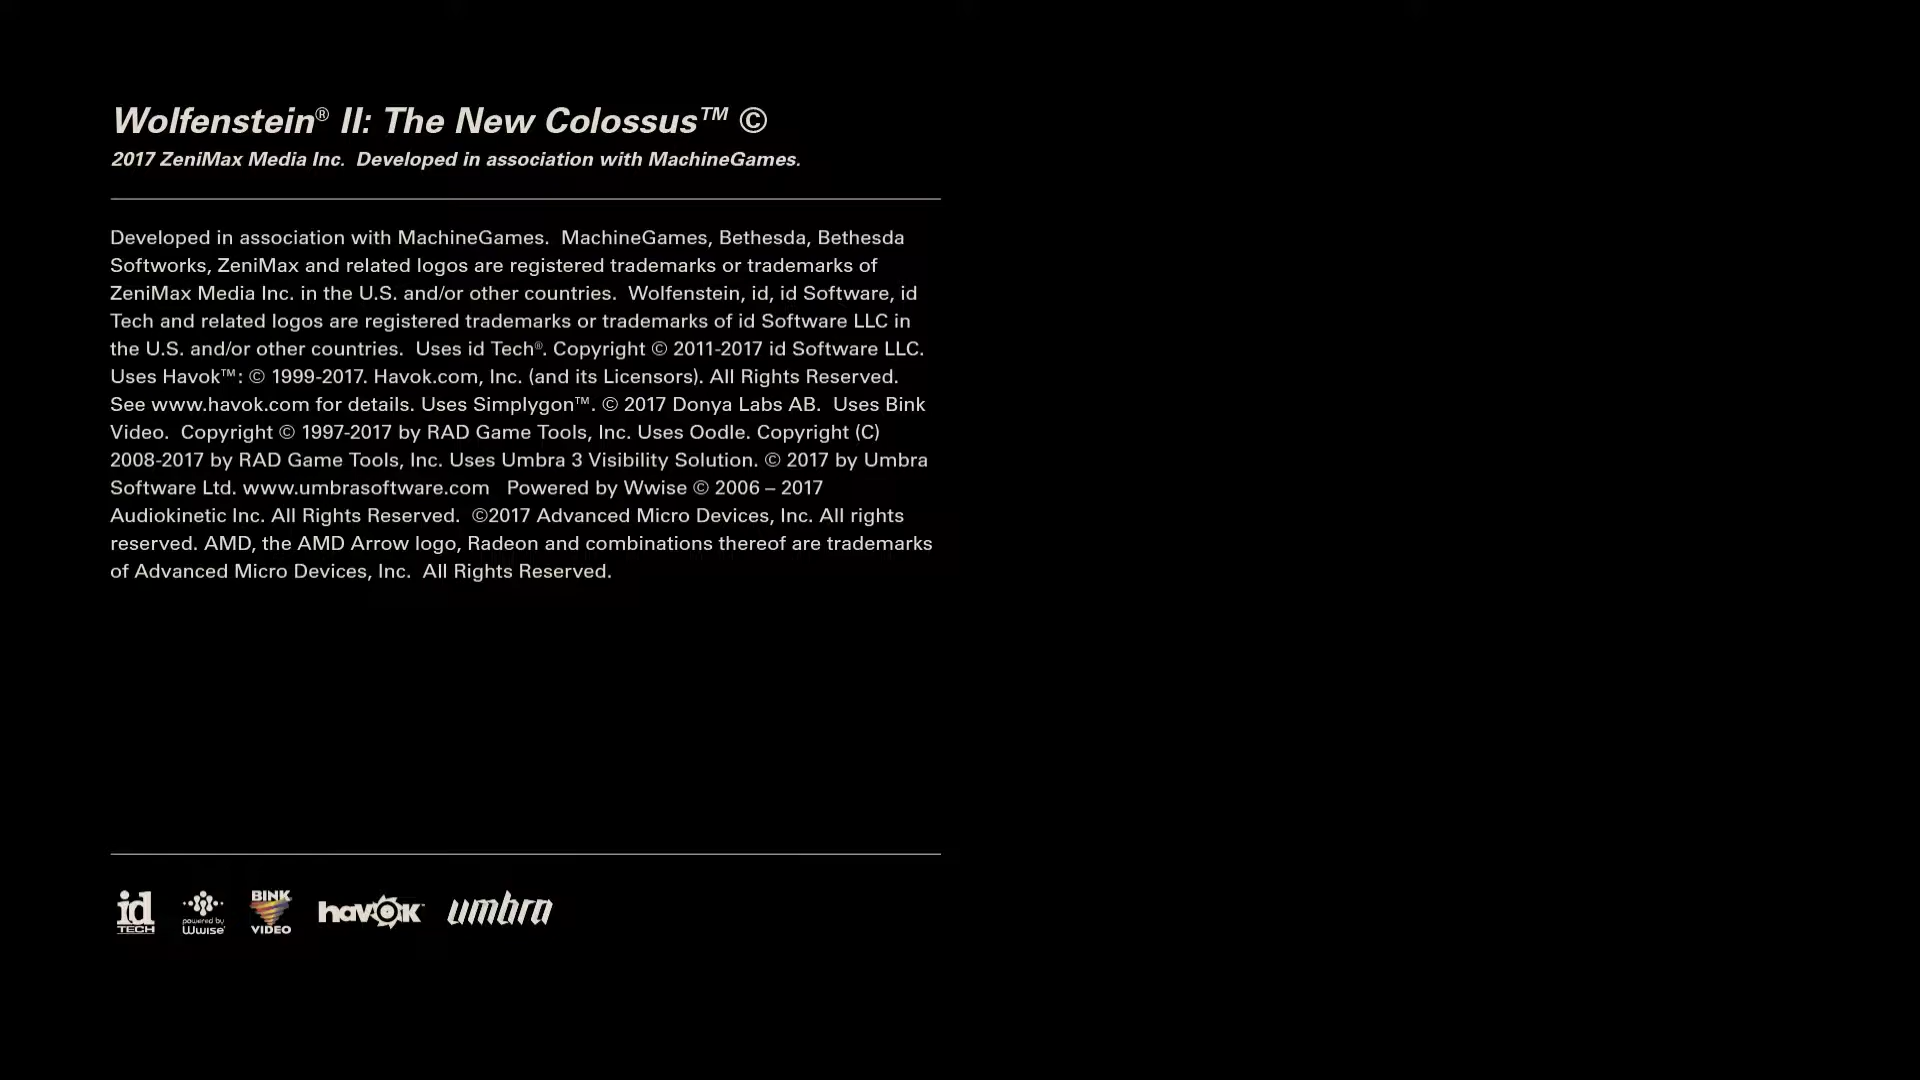 Wolfenstein® II: The New Colossus™ ©
2017 ZeniMax Media Inc.  Developed in association with MachineGames.
Developed in association with MachineGames.  MachineGames, Bethesda, Bethesda
Softworks, ZeniMax and related logos are registered trademarks or trademarks of
ZeniMax Media Inc. in the U.S. and/or other countries.  Wolfenstein, id, id Software, id
Tech and related logos are registered trademarks or trademarks of id Software LLC in
the U.S. and/or other countries.  Uses id Tech®. Copyright © 2011-2017 id Software LLC.
Uses Havok™: © 1999-2017. Havok.com, Inc. (and its Licensors). All Rights Reserved.
See www.havok.com for details. Uses Simplygon™. © 2017 Donya Labs AB.  Uses Bink
Video.  Copyright © 1997-2017 by RAD Game Tools, Inc. Uses Oodle. Copyright (C)
2008-2017 by RAD Game Tools, Inc. Uses Umbra 3 Visibility Solution. © 2017 by Umbra
Software Ltd. www.umbrasoftware.com   Powered by Wwise © 2006 – 2017
Audiokinetic Inc. All Rights Reserved.  ©2017 Advanced Micro Devices, Inc. All rights
reserved. AMD, the AMD Arrow logo, Radeon and combinations thereof are trademarks
of Advanced Micro Devices, Inc.  All Rights Reserved.
id
TECH
powered by
Wwise
BINK
VIDEO
havok™
umbra